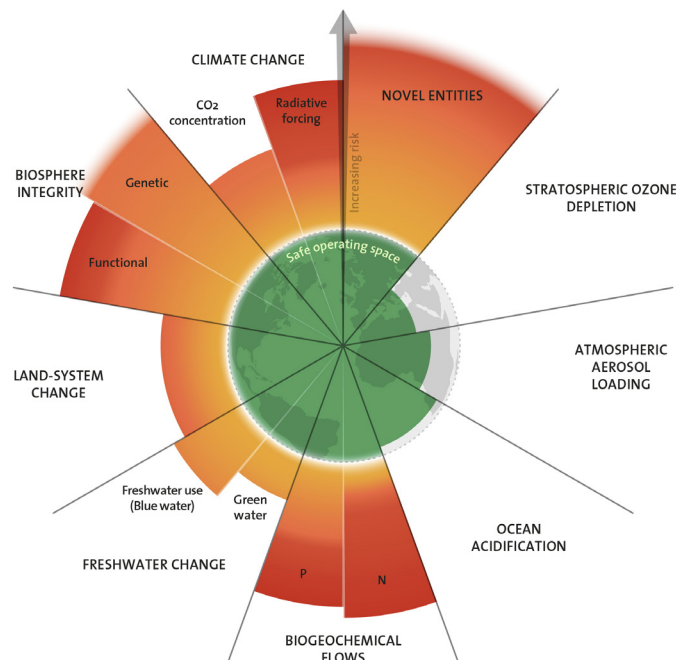 CLIMATE CHANGE
CO2
concentration
Radiative
forcing
NOVEL ENTITIES
Increasing risk
BIOSPHERE
INTEGRITY
Genetic
Functional
STRATOSPHERIC OZONE
DEPLETION
Safe operating space
ATMOSPHERIC
AEROSOL
LOADING
LAND-SYSTEM
CHANGE
Freshwater use
(Blue water)
Green
water
FRESHWATER CHANGE
OCEAN
ACIDIFICATION
P
N
BIOGEOCHEMICAL
FLOWS